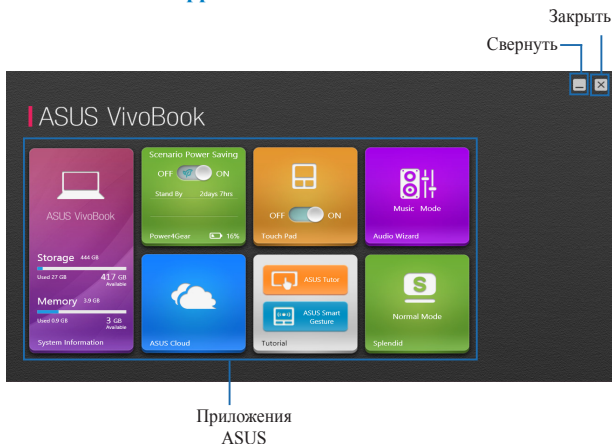 Закрыть
Свернуть
ASUS VivoBook
ASUS VivoBook
Storage 444 GB
Used 27 GB 417 GB
Available
Memory 3.9 GB
Used 0.9 GB 3 GB
Available
System Information
Scenario Power Saving
OFF ON
Stand By 2days 7hrs
Power4Gear 16%
OFF ON
Touch Pad
Music Mode
Audio Wizard
ASUS Cloud
ASUS Tutor
ASUS Smart
Gesture
Tutorial
S
Normal Mode
Splendid
Приложения
ASUS